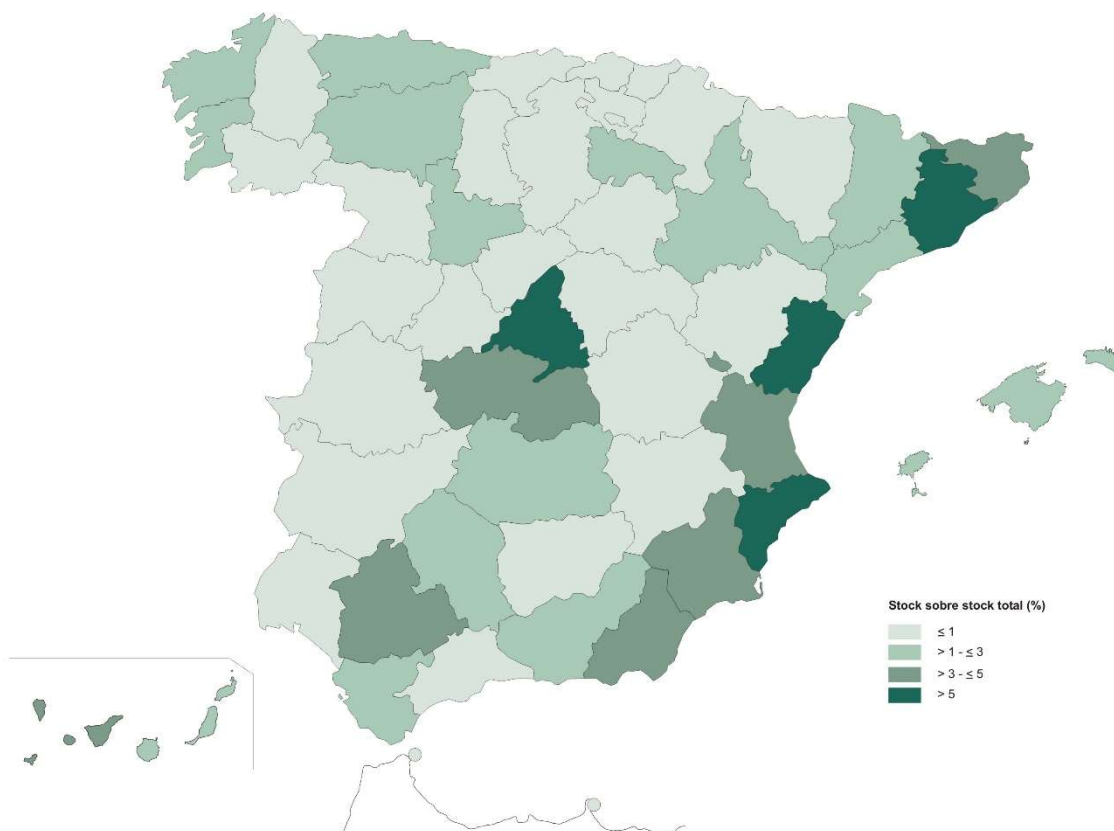 Stock sobre stock total (%)
≤ 1
> 1 - ≤ 3
> 3 - ≤ 5
> 5